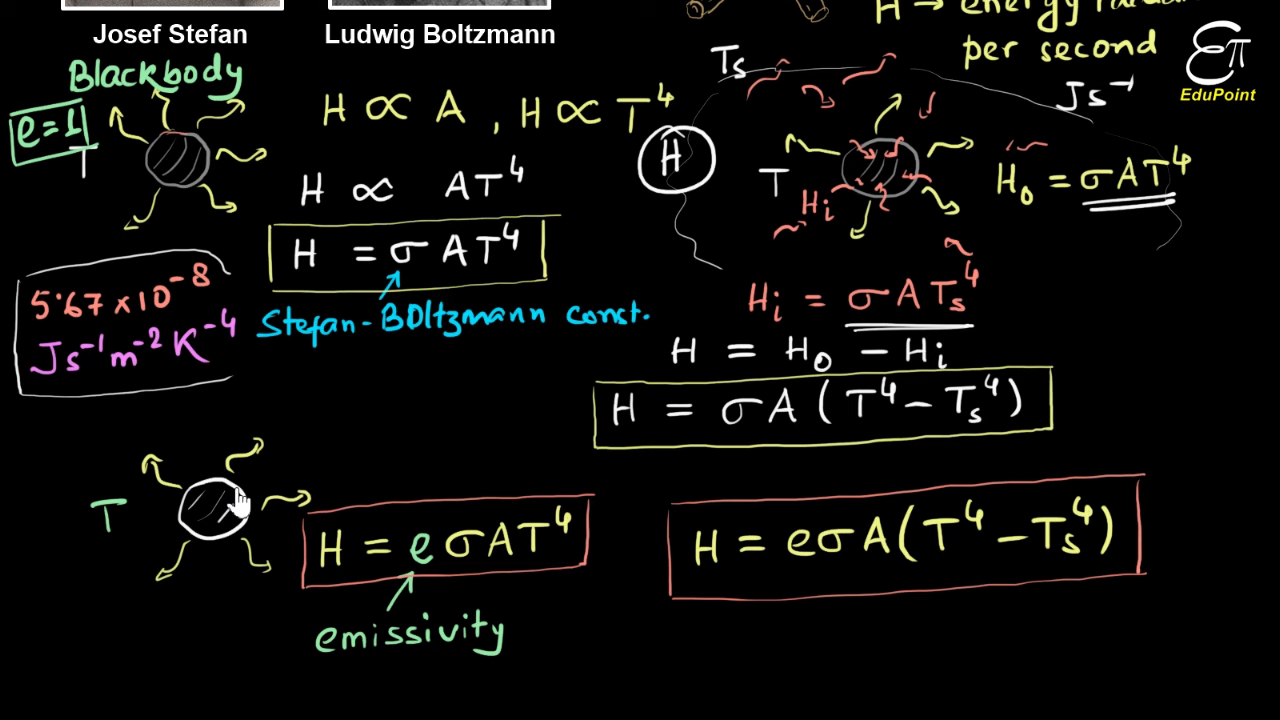 Josef Stefan
Ludwig Boltzmann
H → energy
per second
Js⁻¹
επ
EduPoint
Blackbody
e=1
T
H ∝ A , H ∝ T⁴
H ∝ AT⁴
H = σAT⁴
Stefan-BOltzmann const.
5·67 × 10⁻⁸
Js⁻¹m⁻²K⁻⁴
Ts
H
T
Hi
H₀ = σAT⁴
Hi = σATs⁴
H = H₀ − Hi
H = σA(T⁴ − Ts⁴)
T
H = eσAT⁴
emissivity
H = eσA(T⁴ − Ts⁴)